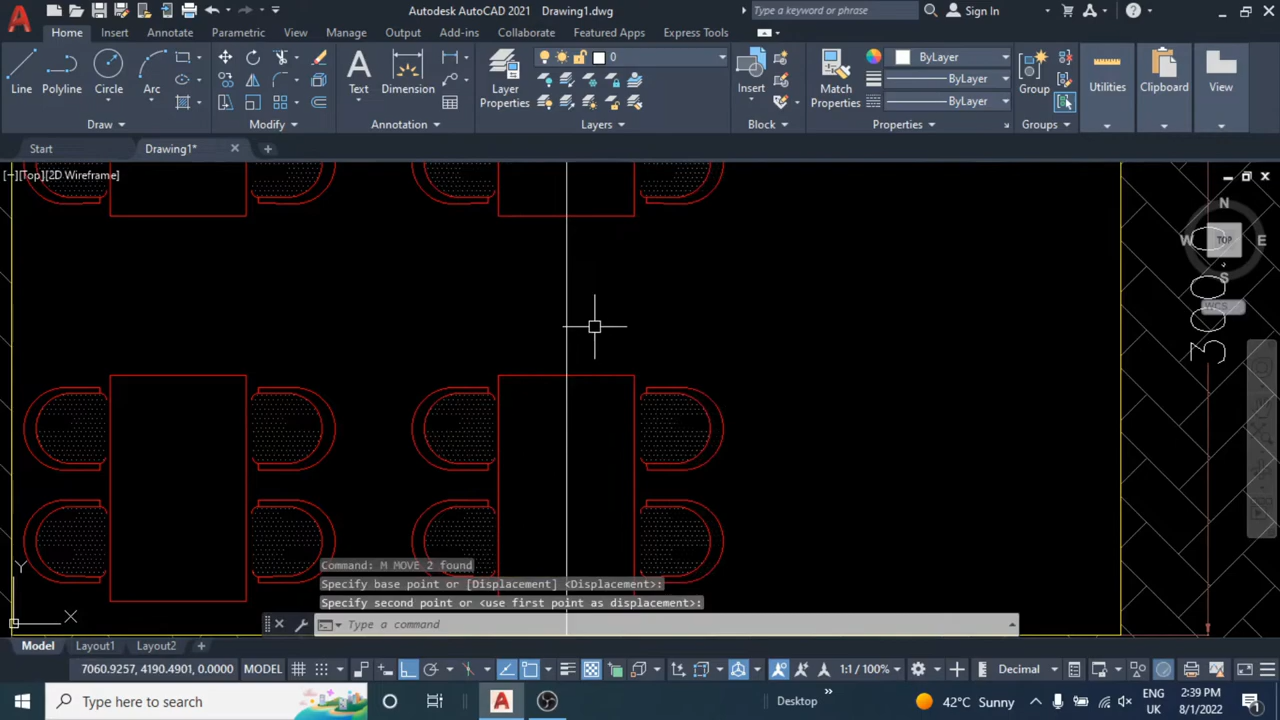 Autodesk AutoCAD 2021 Drawing1.dwg
Type a keyword or phrase
Sign In
Home Insert Annotate Parametric View Manage Output Add-ins Collaborate Featured Apps Express Tools
Line Polyline Circle Arc
Text Dimension
Layer Properties
0
Insert
Match Properties
ByLayer
ByLayer
ByLayer
Group
Utilities
Clipboard
View
Draw Modify Annotation Layers Block Properties Groups
Start Drawing1*
[−][Top][2D Wireframe]
N
W TOP E
S
WCS
Command: M MOVE 2 found
Specify base point or [Displacement] <Displacement>:
Specify second point or <use first point as displacement>:
Type a command
Y
X
Model Layout1 Layout2
7060.9257, 4190.4901, 0.0000 MODEL 1:1 / 100% Decimal
Type here to search
Desktop
42°C Sunny
ENG
UK
2:39 PM
8/1/2022